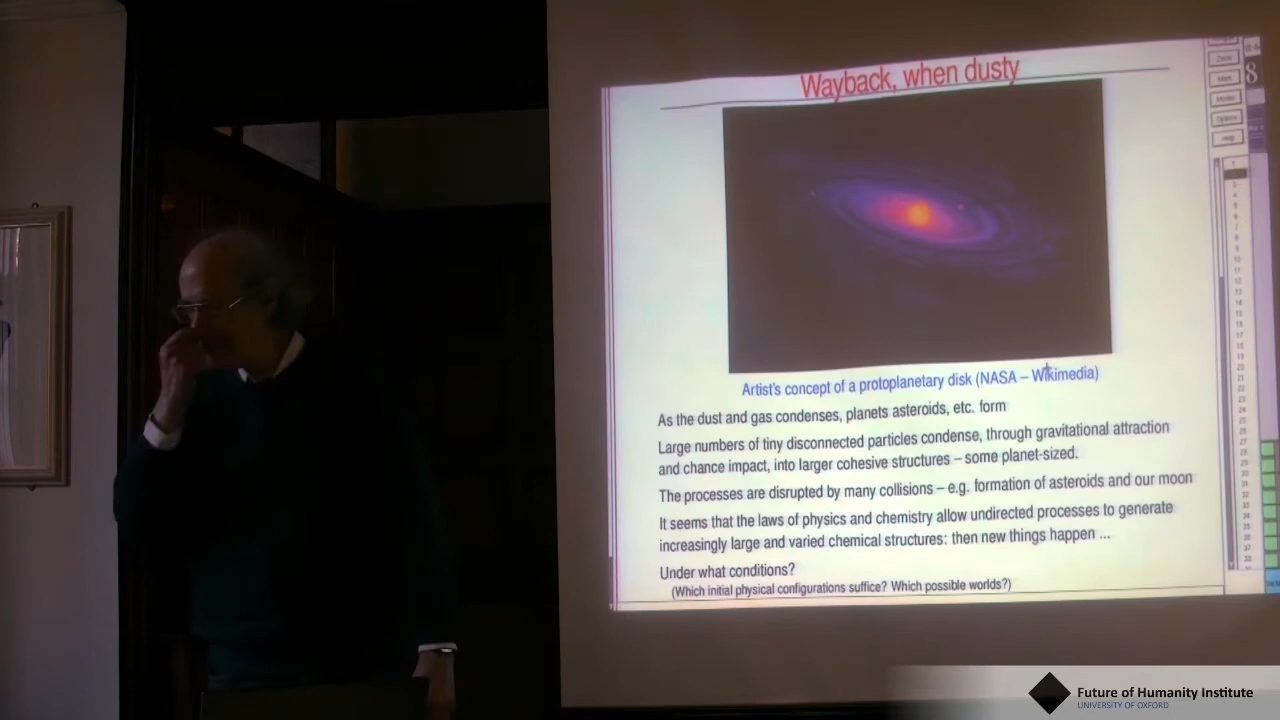 Wayback, when dusty
Artist's concept of a protoplanetary disk (NASA – Wikimedia)
As the dust and gas condenses, planets asteroids, etc. form
Large numbers of tiny disconnected particles condense, through gravitational attraction
and chance impact, into larger cohesive structures – some planet-sized.
The processes are disrupted by many collisions – e.g. formation of asteroids and our moon
It seems that the laws of physics and chemistry allow undirected processes to generate
increasingly large and varied chemical structures: then new things happen ...
Under what conditions?
(Which initial physical configurations suffice? Which possible worlds?)
8
Future of Humanity Institute
UNIVERSITY OF OXFORD